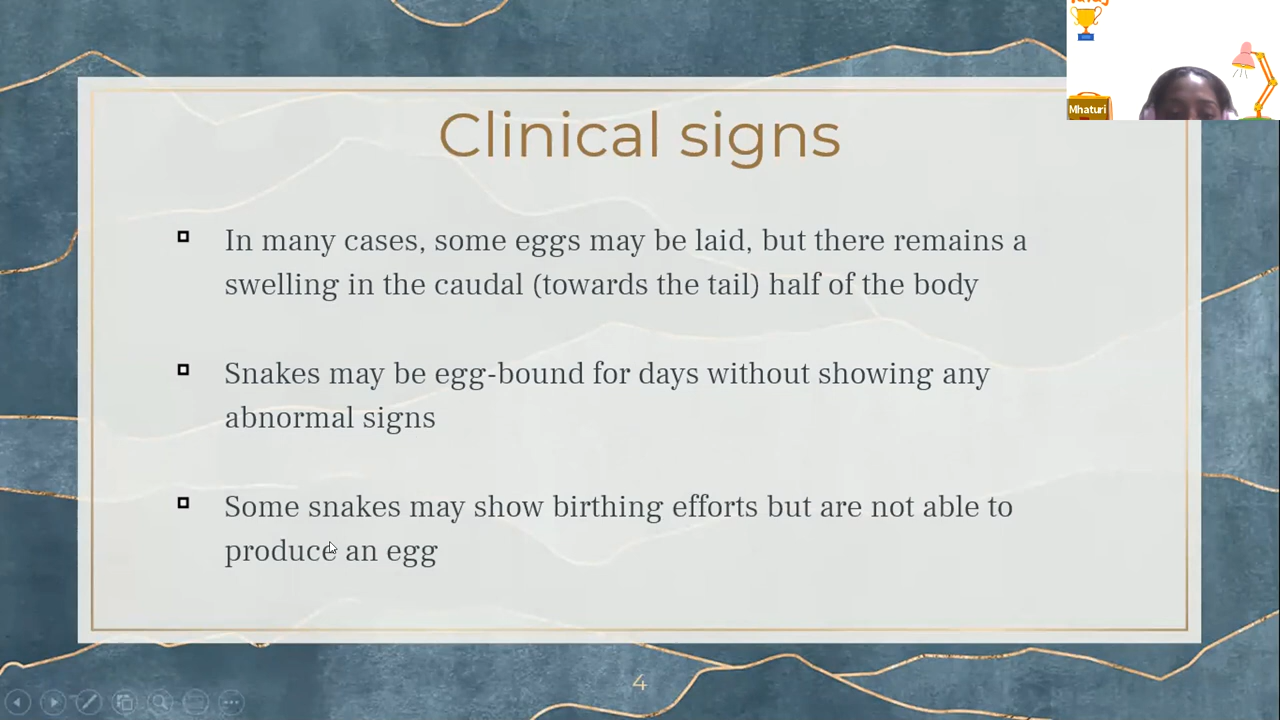 Clinical signs
In many cases, some eggs may be laid, but there remains a
swelling in the caudal (towards the tail) half of the body
Snakes may be egg-bound for days without showing any
abnormal signs
Some snakes may show birthing efforts but are not able to
produce an egg
4
Mhaturi